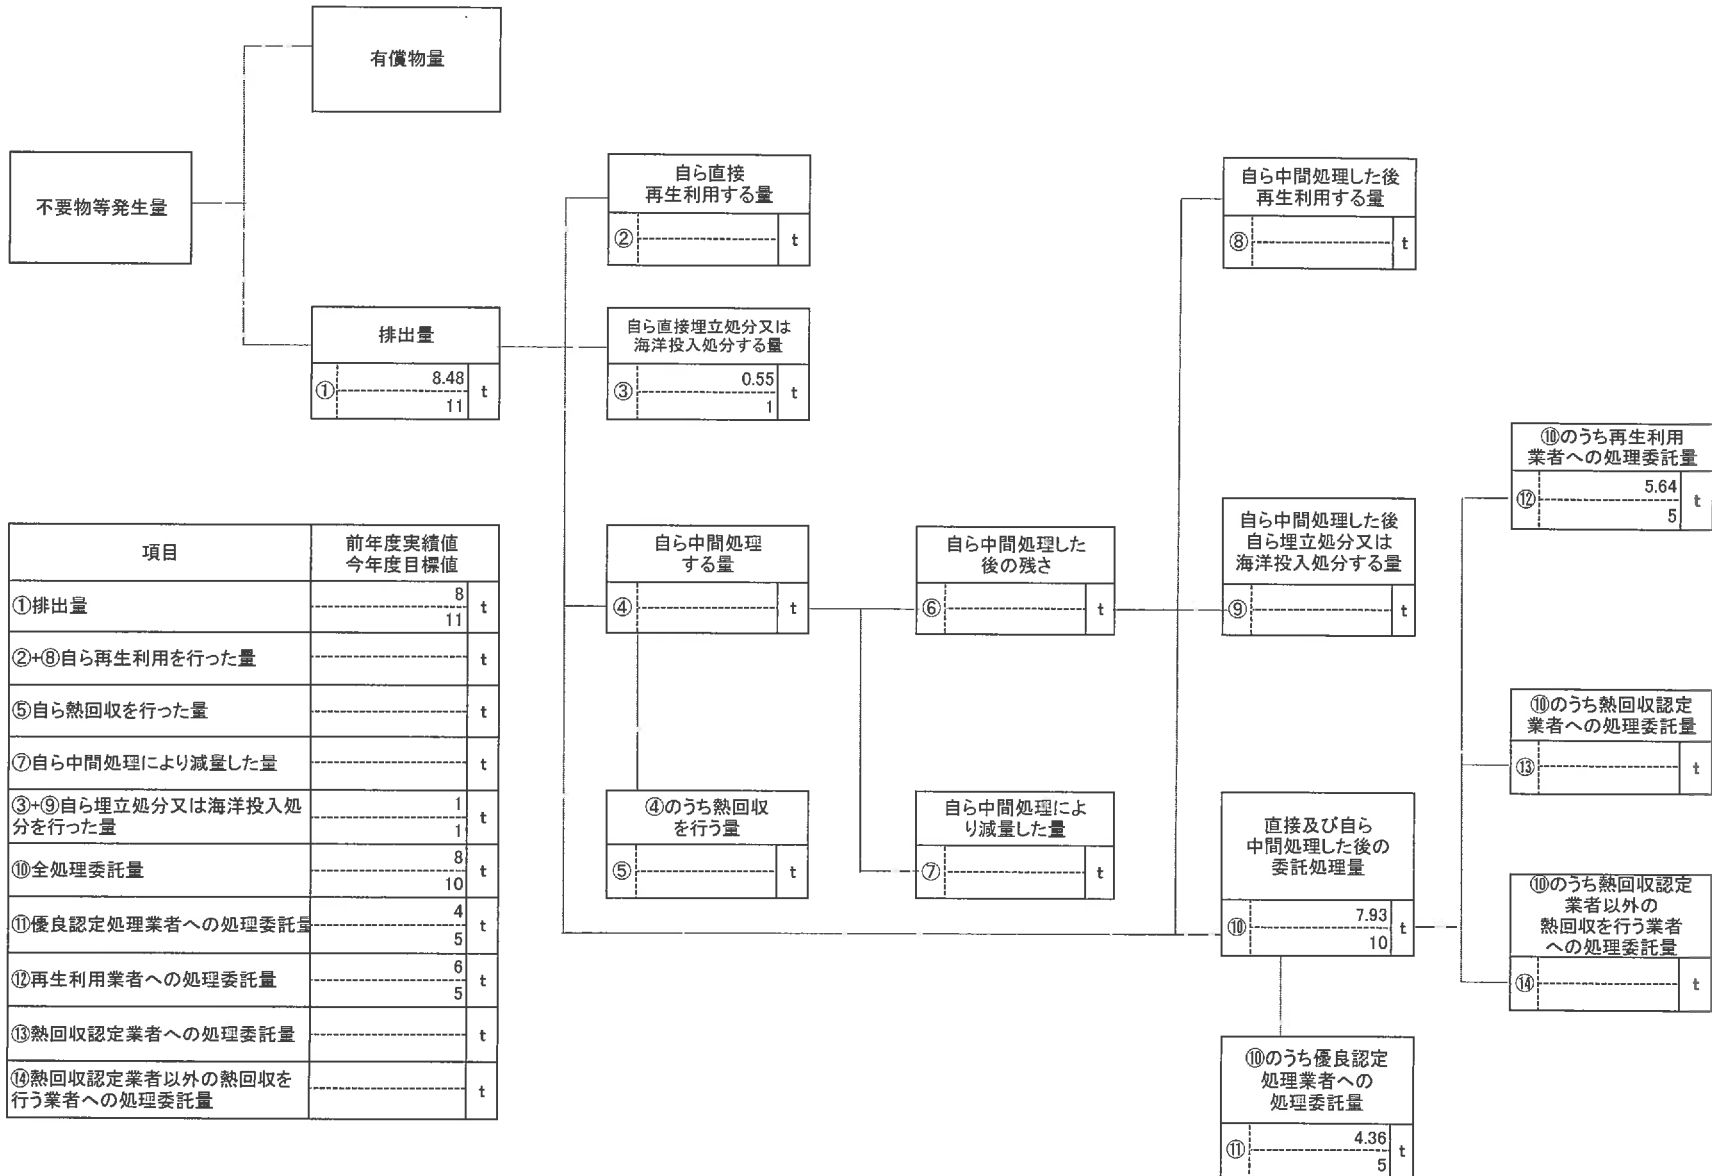 有償物量
不要物等発生量
排出量
① 8.48 t
11
自ら直接
再生利用する量
② t
自ら直接埋立処分又は
海洋投入処分する量
③ 0.55 t
1
自ら中間処理
する量
④ t
④のうち熱回収
を行う量
⑤ t
自ら中間処理した
後の残さ
⑥ t
自ら中間処理によ
り減量した量
⑦ t
自ら中間処理した後
再生利用する量
⑧ t
自ら中間処理した後
自ら埋立処分又は
海洋投入処分する量
⑨ t
直接及び自ら
中間処理した後の
委託処理量
⑩ 7.93 t
10
⑩のうち優良認定
処理業者への
処理委託量
⑪ 4.36 t
5
⑩のうち再生利用
業者への処理委託量
⑫ 5.64 t
5
⑩のうち熱回収認定
業者への処理委託量
⑬ t
⑩のうち熱回収認定
業者以外の
熱回収を行う業者
への処理委託量
⑭ t
項目 前年度実績値
今年度目標値
①排出量 8 t
11
②+⑧自ら再生利用を行った量 t
⑤自ら熱回収を行った量 t
⑦自ら中間処理により減量した量 t
③+⑨自ら埋立処分又は海洋投入処 1 t
分を行った量 1
⑩全処理委託量 8 t
10
⑪優良認定処理業者への処理委託量 4 t
5
⑫再生利用業者への処理委託量 6 t
5
⑬熱回収認定業者への処理委託量 t
⑭熱回収認定業者以外の熱回収を t
行う業者への処理委託量